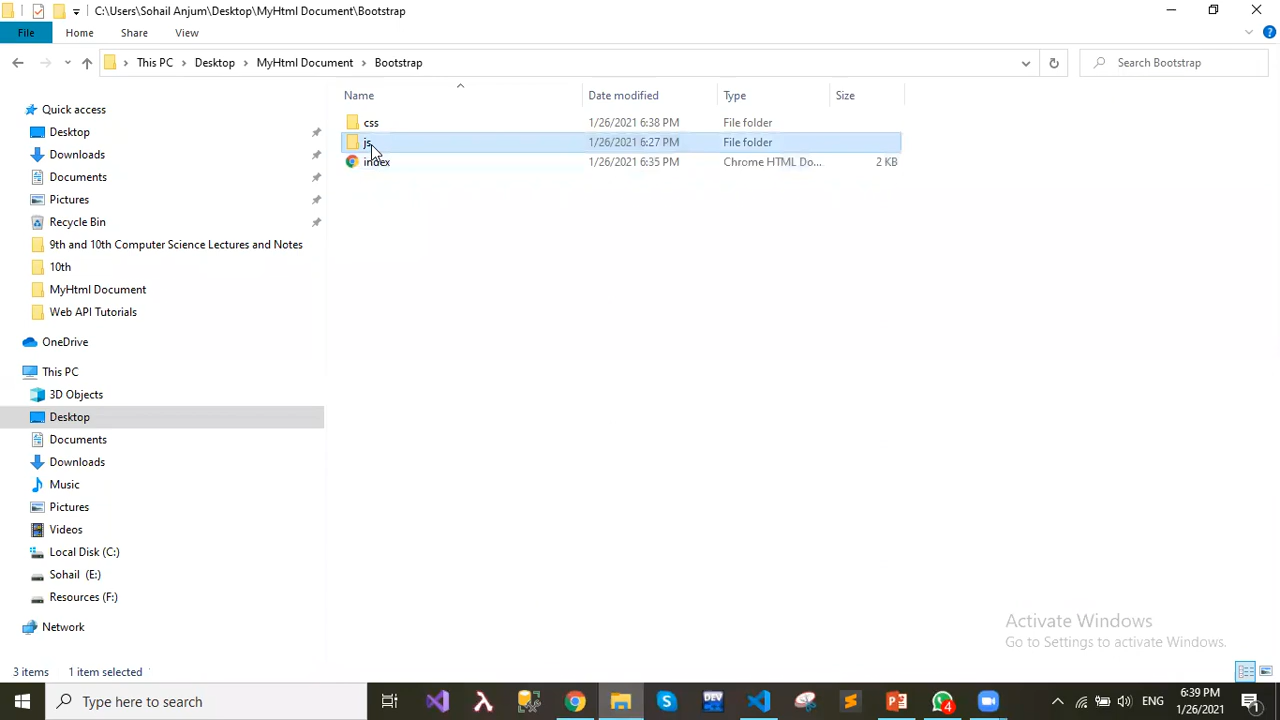 C:\Users\Sohail Anjum\Desktop\MyHtml Document\Bootstrap
File Home Share View
This PC Desktop MyHtml Document Bootstrap Search Bootstrap
Name Date modified Type Size
css 1/26/2021 6:38 PM File folder
js 1/26/2021 6:27 PM File folder
index 1/26/2021 6:35 PM Chrome HTML Do... 2 KB
Quick access
Desktop
Downloads
Documents
Pictures
Recycle Bin
9th and 10th Computer Science Lectures and Notes
10th
MyHtml Document
Web API Tutorials
OneDrive
This PC
3D Objects
Desktop
Documents
Downloads
Music
Pictures
Videos
Local Disk (C:)
Sohail (E:)
Resources (F:)
Network
Activate Windows
Go to Settings to activate Windows.
3 items 1 item selected
Type here to search DW 4 ENG 6:39 PM
1/26/2021 1